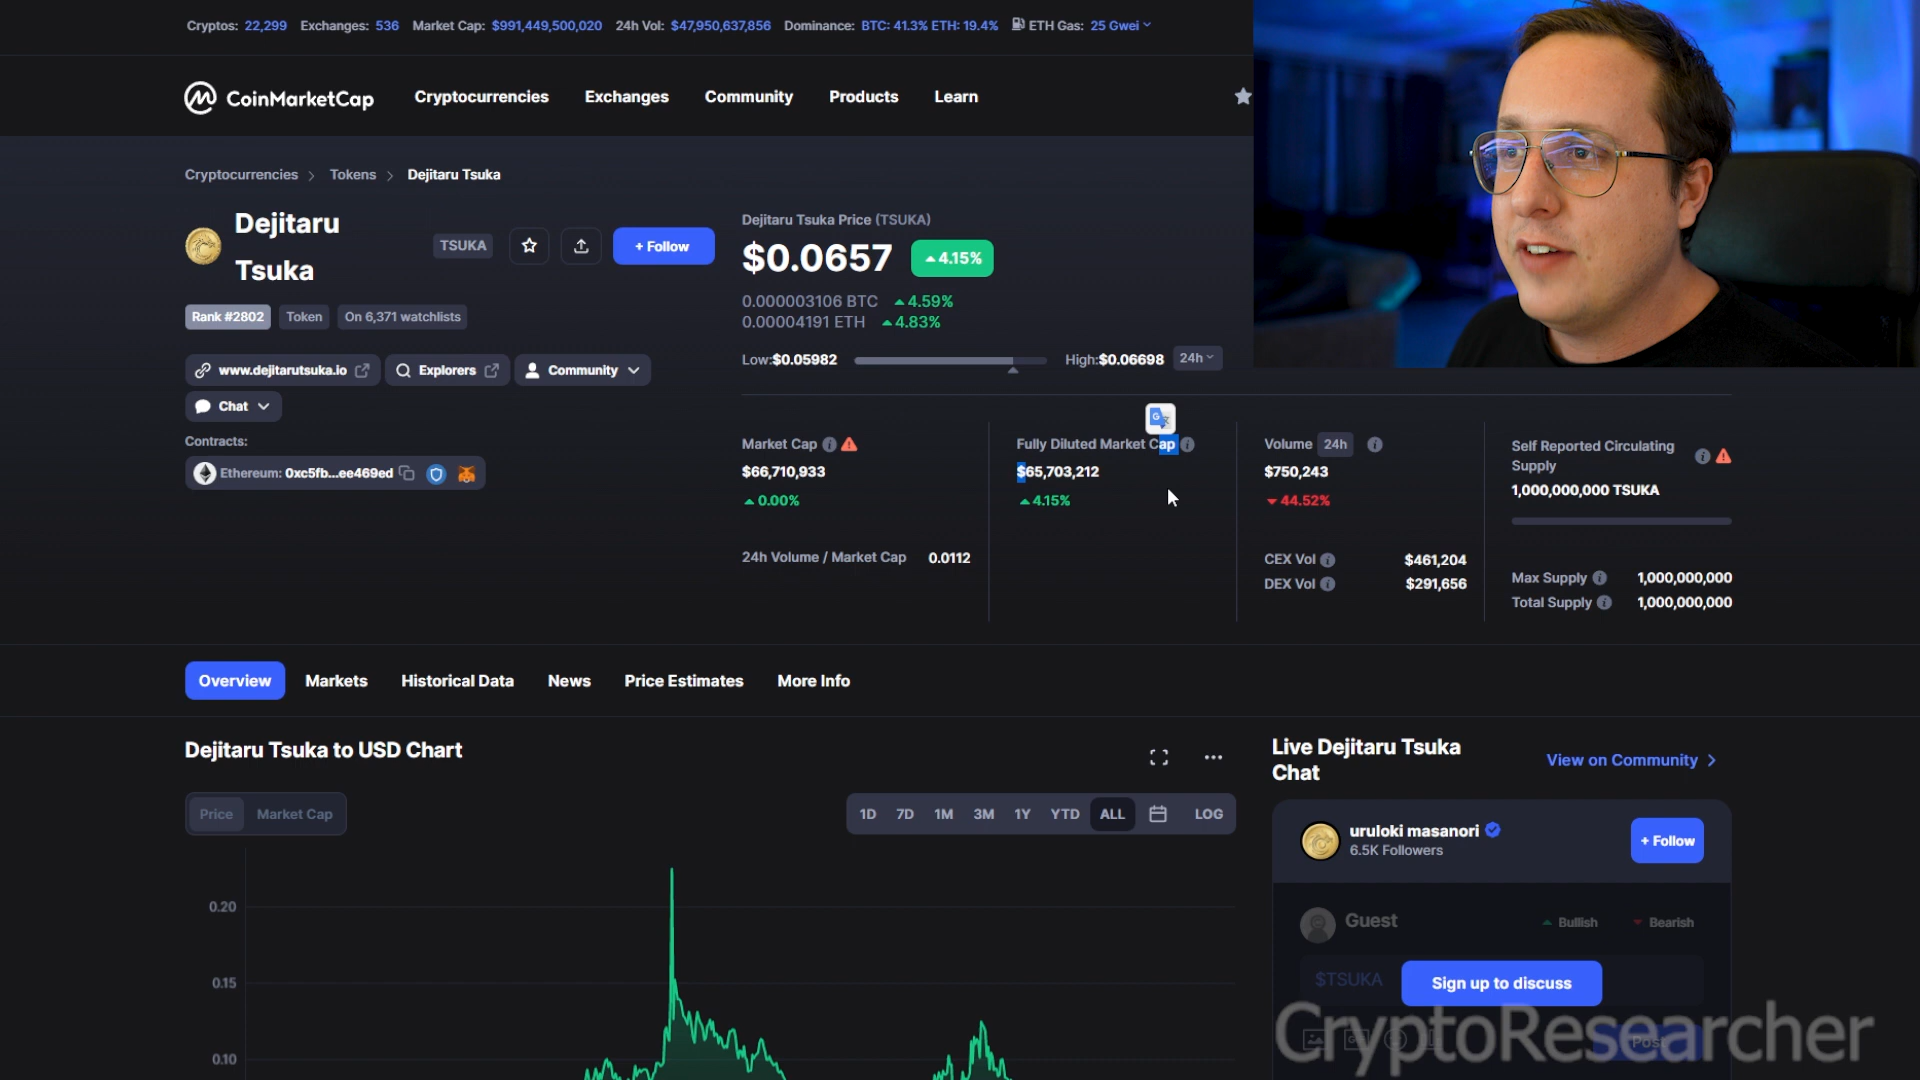 Cryptos: 22,299 Exchanges: 536 Market Cap: $991,449,500,020 24h Vol: $47,950,637,856 Dominance: BTC: 41.3% ETH: 19.4% ETH Gas: 25 Gwei
CoinMarketCap Cryptocurrencies Exchanges Community Products Learn
Cryptocurrencies > Tokens > Dejitaru Tsuka
Dejitaru
Tsuka
TSUKA
+ Follow
Rank #2802 Token On 6,371 watchlists
www.dejitarutsuka.io Explorers Community
Chat
Contracts:
Ethereum: 0xc5fb...ee469ed
Dejitaru Tsuka Price (TSUKA)
$0.0657 4.15%
0.000003106 BTC 4.59%
0.00004191 ETH 4.83%
Low:$0.05982 High:$0.06698 24h
Market Cap
$66,710,933
0.00%
24h Volume / Market Cap 0.0112
Fully Diluted Market Cap
$65,703,212
4.15%
Volume 24h
$750,243
44.52%
CEX Vol $461,204
DEX Vol $291,656
Self Reported Circulating
Supply
1,000,000,000 TSUKA
Max Supply 1,000,000,000
Total Supply 1,000,000,000
Overview Markets Historical Data News Price Estimates More Info
Dejitaru Tsuka to USD Chart
Price Market Cap
1D 7D 1M 3M 1Y YTD ALL LOG
0.20
0.15
0.10
Live Dejitaru Tsuka
Chat
View on Community >
uruloki masanori
6.5K Followers
+ Follow
Guest Bullish Bearish
$TSUKA
Sign up to discuss
Post
CryptoResearcher